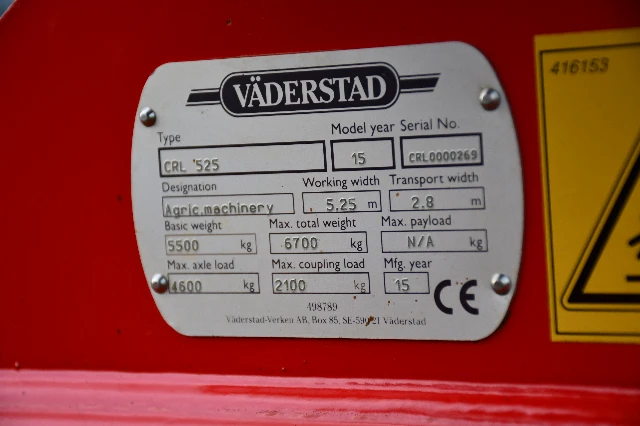 VÄDERSTAD
Type Model year Serial No.
CRL 525 15 CRL0000269
Designation Working width Transport width
Agric.machinery 5.25 m 2.8 m
Basic weight Max. total weight Max. payload
5500 kg 6700 kg N/A kg
Max. axle load Max. coupling load Mfg. year
4600 kg 2100 kg 15 CE
498789
Väderstad-Verken AB, Box 85, SE-590 21 Väderstad
416153